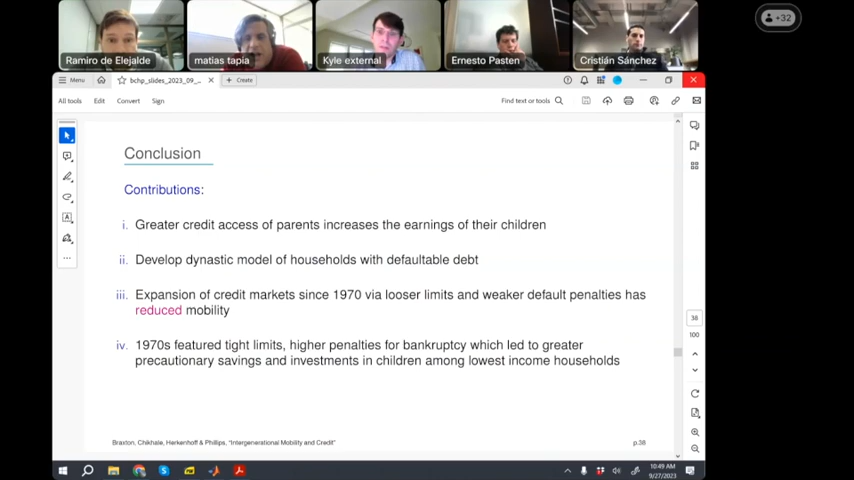 +32
Ramiro de Elejalde
matias tapia
Kyle external
Ernesto Pasten
Cristián Sánchez
Menu
bchp_slides_2023_09_...
+ Create
All tools
Edit
Convert
Sign
Find text or tools
Conclusion
Contributions:
i. Greater credit access of parents increases the earnings of their children
ii. Develop dynastic model of households with defaultable debt
iii. Expansion of credit markets since 1970 via looser limits and weaker default penalties has
reduced mobility
iv. 1970s featured tight limits, higher penalties for bankruptcy which led to greater
precautionary savings and investments in children among lowest income households
38
100
Braxton, Chikhale, Herkenhoff & Phillips, "Intergenerational Mobility and Credit"
p.38
10:49 AM
9/27/2023